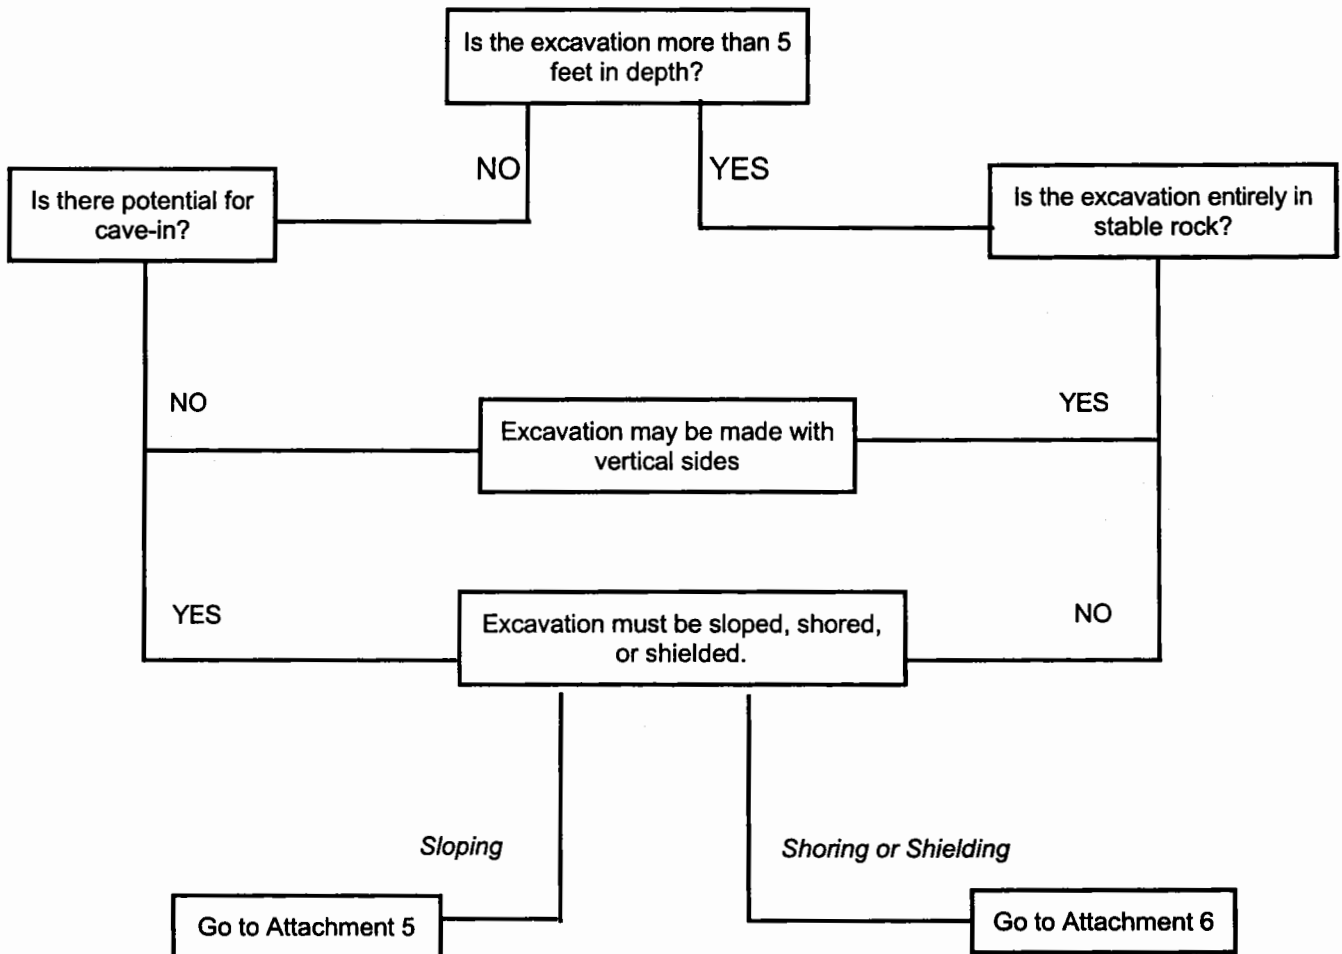 Is the excavation more than 5
feet in depth?
NO
YES
Is there potential for
cave-in?
Is the excavation entirely in
stable rock?
NO
YES
Excavation may be made with
vertical sides
YES
NO
Excavation must be sloped, shored,
or shielded.
Sloping
Shoring or Shielding
Go to Attachment 5
Go to Attachment 6